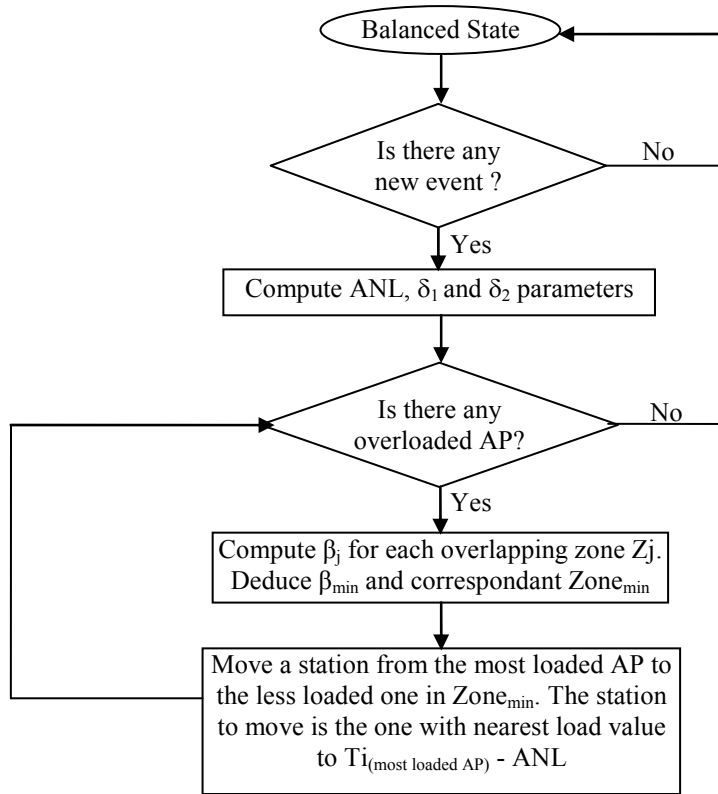 Balanced State
Is there any
new event ?
No
Yes
Compute ANL, δ₁ and δ₂ parameters
Is there any
overloaded AP?
No
Yes
Compute βⱼ for each overlapping zone Zj.
Deduce βmin and correspondant Zonemin
Move a station from the most loaded AP to
the less loaded one in Zonemin. The station
to move is the one with nearest load value
to Ti(most loaded AP) - ANL